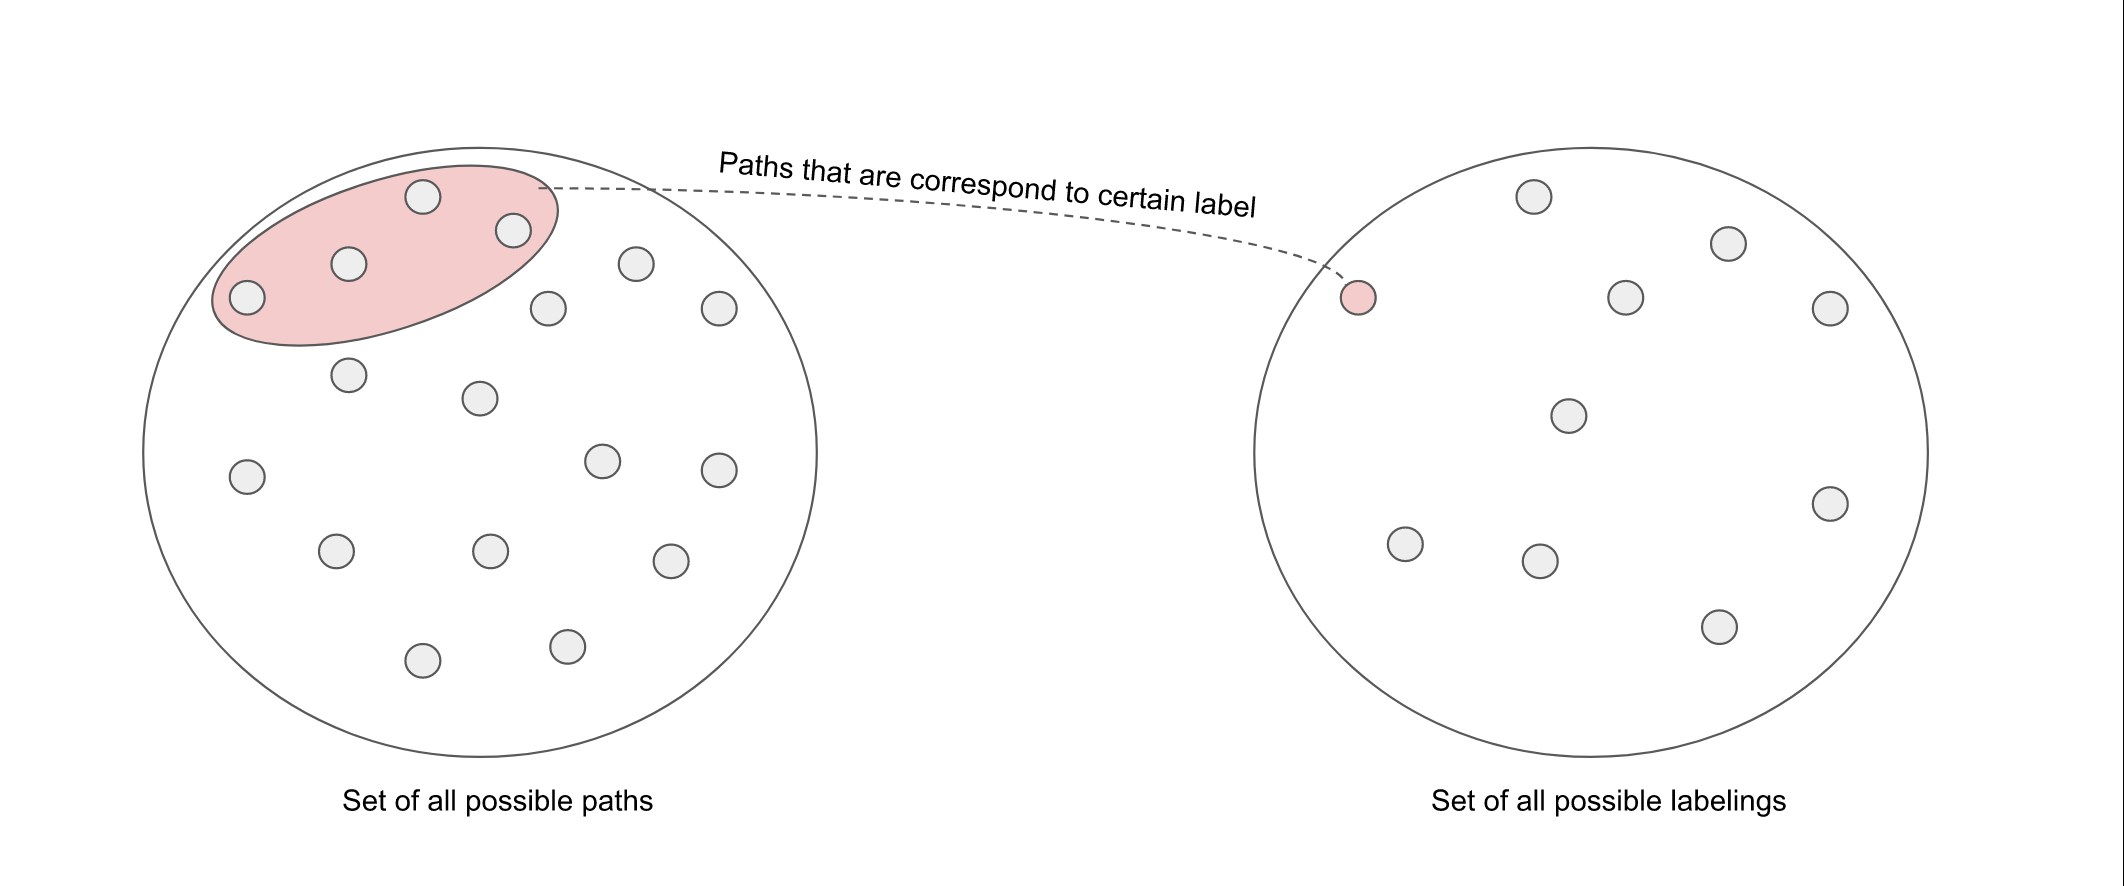 Paths that are correspond to certain label
Set of all possible paths
Set of all possible labelings